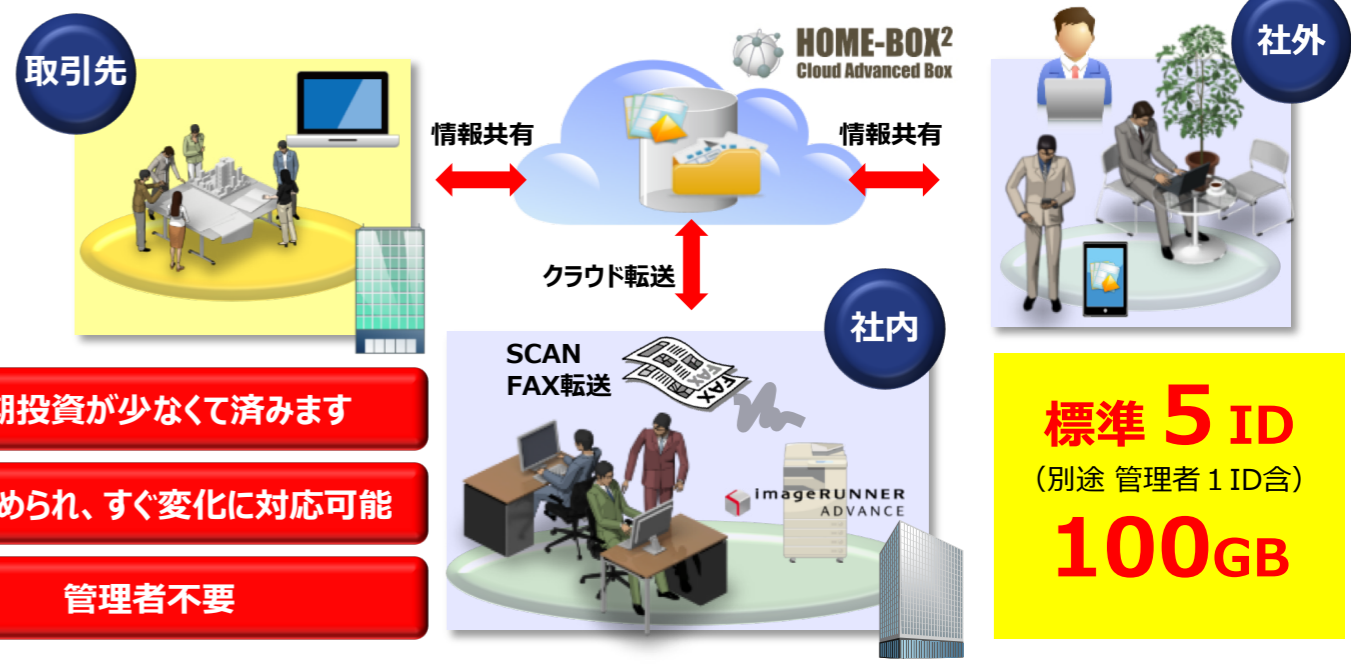 取引先
HOME-BOX2
Cloud Advanced Box
社外
情報共有
情報共有
クラウド転送
社内
SCAN
FAX転送
FAX
FAX
imageRUNNER
ADVANCE
期投資が少なくて済みます
められ、すぐ変化に対応可能
管理者不要
標準 5 ID
（別途 管理者１ID含）
100GB